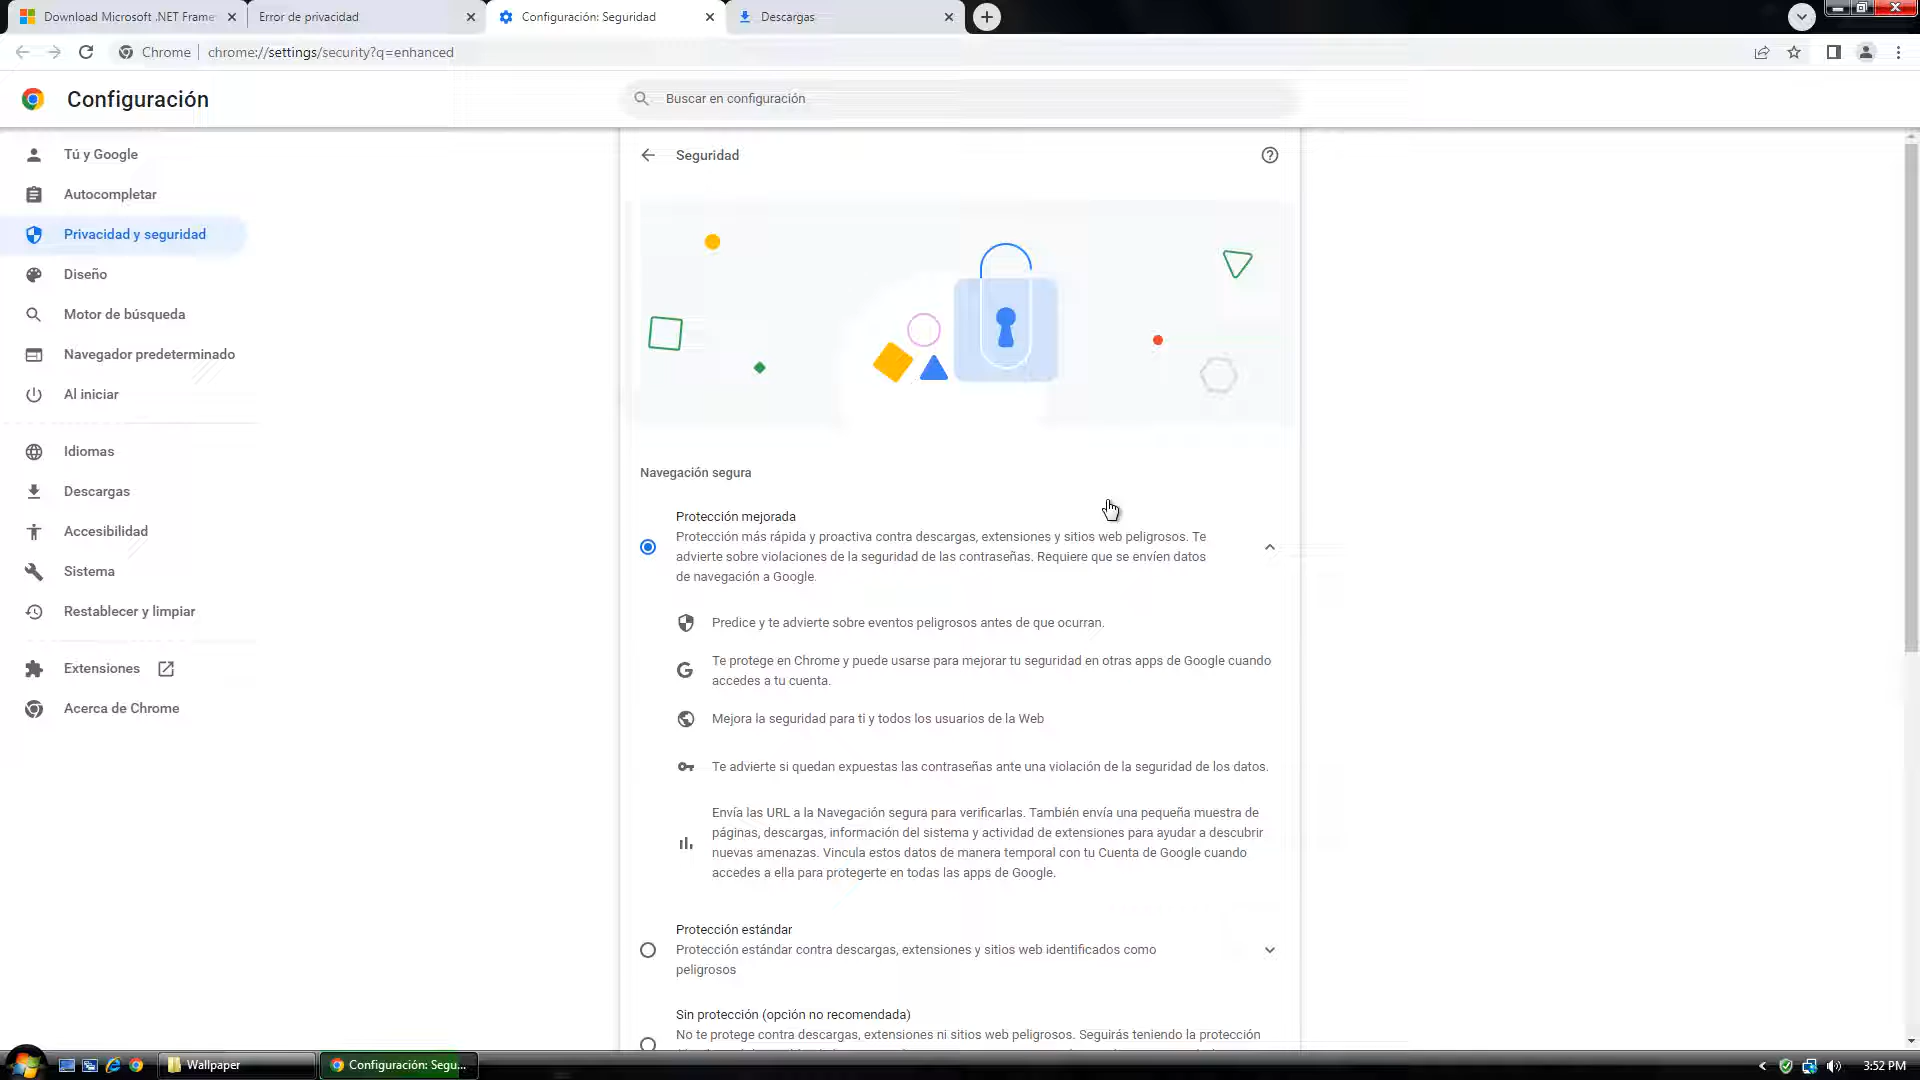 Download Microsoft .NET Frame
Error de privacidad
Configuración: Seguridad
Descargas
Chrome
chrome://settings/security?q=enhanced
Configuración
Buscar en configuración
Tú y Google
Autocompletar
Privacidad y seguridad
Diseño
Motor de búsqueda
Navegador predeterminado
Al iniciar
Idiomas
Descargas
Accesibilidad
Sistema
Restablecer y limpiar
Extensiones
Acerca de Chrome
Seguridad
Navegación segura
Protección mejorada
Protección más rápida y proactiva contra descargas, extensiones y sitios web peligrosos. Te
advierte sobre violaciones de la seguridad de las contraseñas. Requiere que se envíen datos
de navegación a Google.
Predice y te advierte sobre eventos peligrosos antes de que ocurran.
Te protege en Chrome y puede usarse para mejorar tu seguridad en otras apps de Google cuando
accedes a tu cuenta.
Mejora la seguridad para ti y todos los usuarios de la Web
Te advierte si quedan expuestas las contraseñas ante una violación de la seguridad de los datos.
Envía las URL a la Navegación segura para verificarlas. También envía una pequeña muestra de
páginas, descargas, información del sistema y actividad de extensiones para ayudar a descubrir
nuevas amenazas. Vincula estos datos de manera temporal con tu Cuenta de Google cuando
accedes a ella para protegerte en todas las apps de Google.
Protección estándar
Protección estándar contra descargas, extensiones y sitios web identificados como
peligrosos
Sin protección (opción no recomendada)
No te protege contra descargas, extensiones ni sitios web peligrosos. Seguirás teniendo la protección
Wallpaper
Configuración: Segu...
3:52 PM